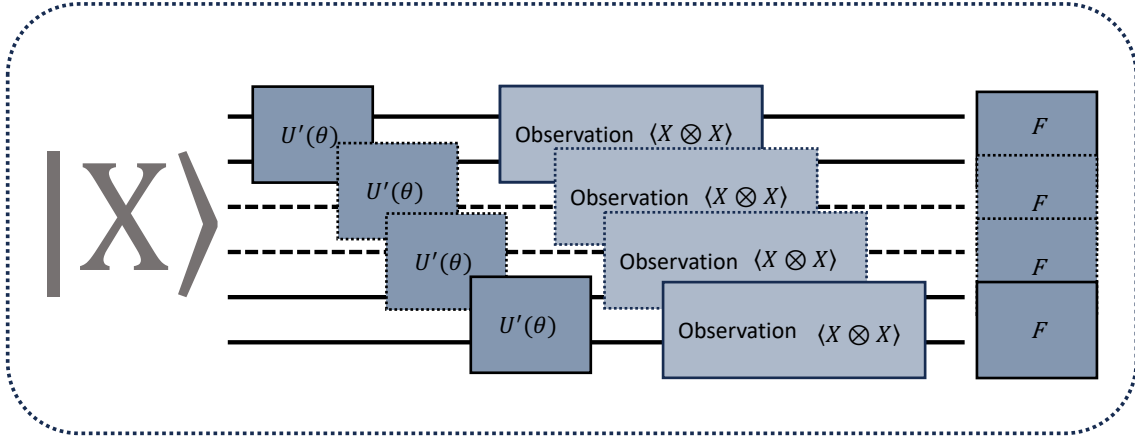 |X⟩
U′(θ)
Observation ⟨X ⊗ X⟩
F
U′(θ)
Observation ⟨X ⊗ X⟩
F
U′(θ)
Observation ⟨X ⊗ X⟩
F
U′(θ)
Observation ⟨X ⊗ X⟩
F